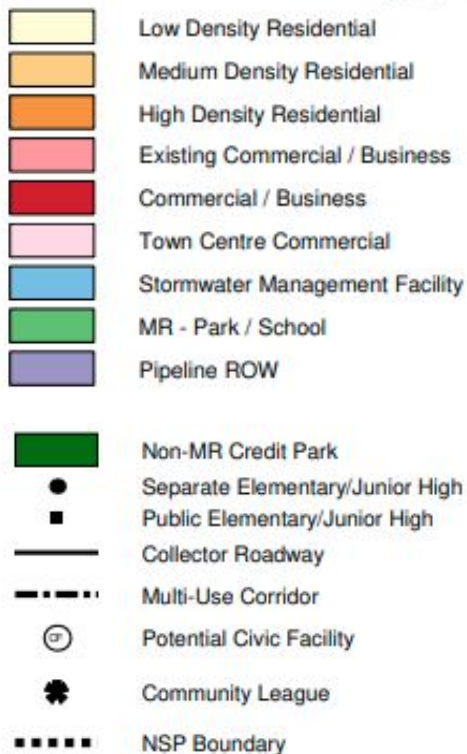 Low Density Residential
Medium Density Residential
High Density Residential
Existing Commercial / Business
Commercial / Business
Town Centre Commercial
Stormwater Management Facility
MR - Park / School
Pipeline ROW
Non-MR Credit Park
Separate Elementary/Junior High
Public Elementary/Junior High
Collector Roadway
Multi-Use Corridor
CF Potential Civic Facility
Community League
NSP Boundary